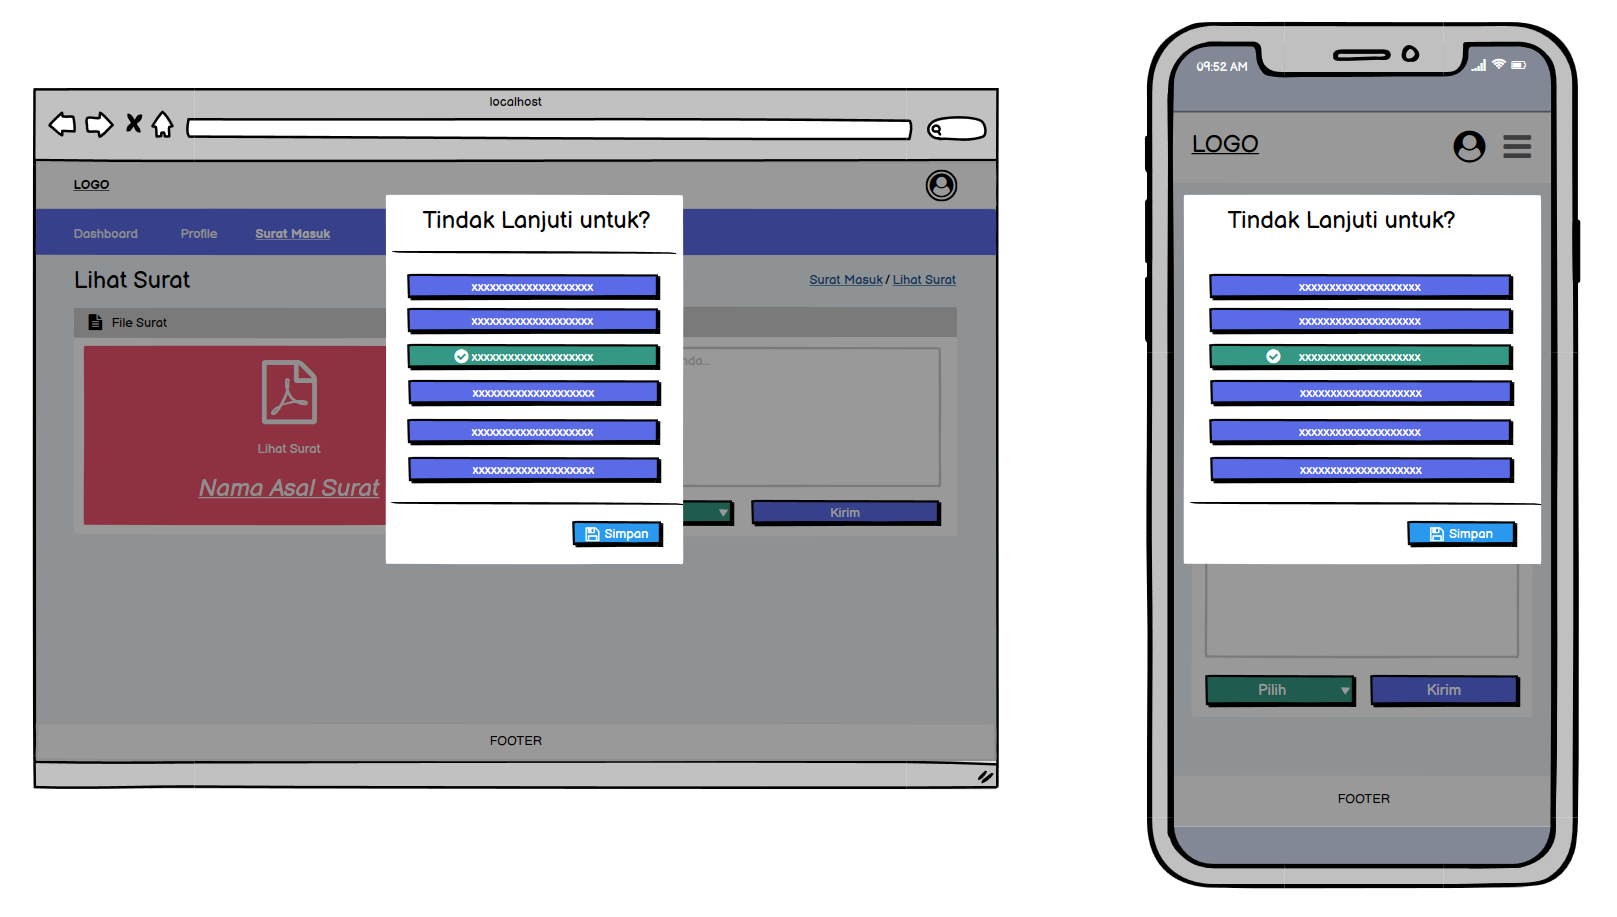 localhost
LOGO
Dashboard
Profile
Surat Masuk
Lihat Surat
Surat Masuk / Lihat Surat
File Surat
Lihat Surat
Nama Asal Surat
nda...
Kirim
FOOTER
Tindak Lanjuti untuk?
xxxxxxxxxxxxxxxxxxxx
xxxxxxxxxxxxxxxxxxxx
xxxxxxxxxxxxxxxxxxxx
xxxxxxxxxxxxxxxxxxxx
xxxxxxxxxxxxxxxxxxxx
xxxxxxxxxxxxxxxxxxxx
Simpan
09:52 AM
LOGO
Tindak Lanjuti untuk?
xxxxxxxxxxxxxxxxxxxx
xxxxxxxxxxxxxxxxxxxx
xxxxxxxxxxxxxxxxxxxx
xxxxxxxxxxxxxxxxxxxx
xxxxxxxxxxxxxxxxxxxx
xxxxxxxxxxxxxxxxxxxx
Simpan
Pilih
Kirim
FOOTER